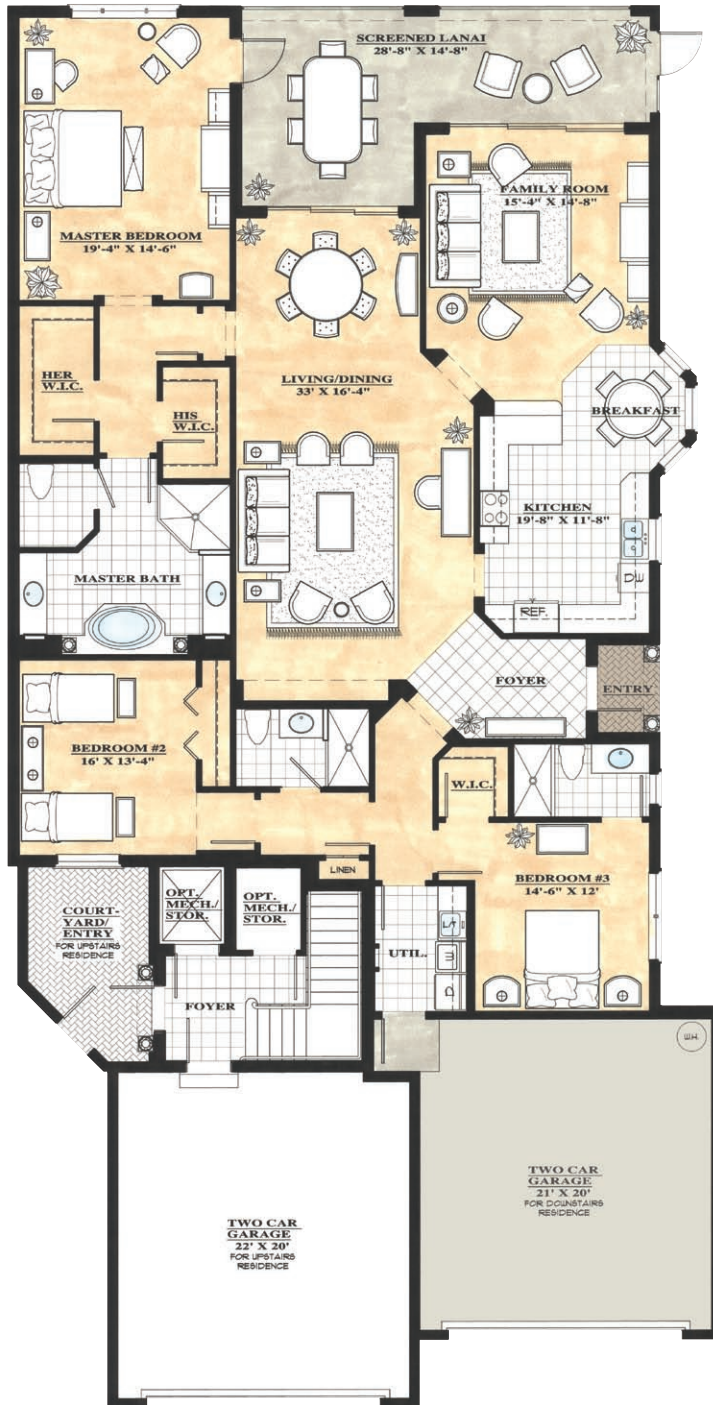 SCREENED LANAI
28'-8" X 14'-8"
FAMILY ROOM
15'-4" X 14'-8"
MASTER BEDROOM
19'-4" X 14'-6"
HER
W.I.C.
HIS
W.I.C.
LIVING/DINING
33' X 16'-4"
BREAKFAST
KITCHEN
19'-8" X 11'-8"
MASTER BATH
REF.
FOYER
ENTRY
BEDROOM #2
16' X 13'-4"
W.I.C.
LINEN
BEDROOM #3
14'-6" X 12'
OPT.
MECH./
STOR.
OPT.
MECH./
STOR.
COURT-
YARD/
ENTRY
FOR UPSTAIRS
RESIDENCE
UTIL.
W
D
FOYER
WH
TWO CAR
GARAGE
21' X 20'
FOR DOWNSTAIRS
RESIDENCE
TWO CAR
GARAGE
22' X 20'
FOR UPSTAIRS
RESIDENCE